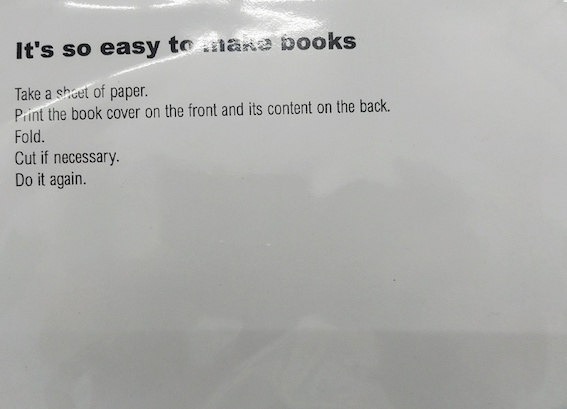 It's so easy to make books
Take a sheet of paper.
Print the book cover on the front and its content on the back.
Fold.
Cut if necessary.
Do it again.